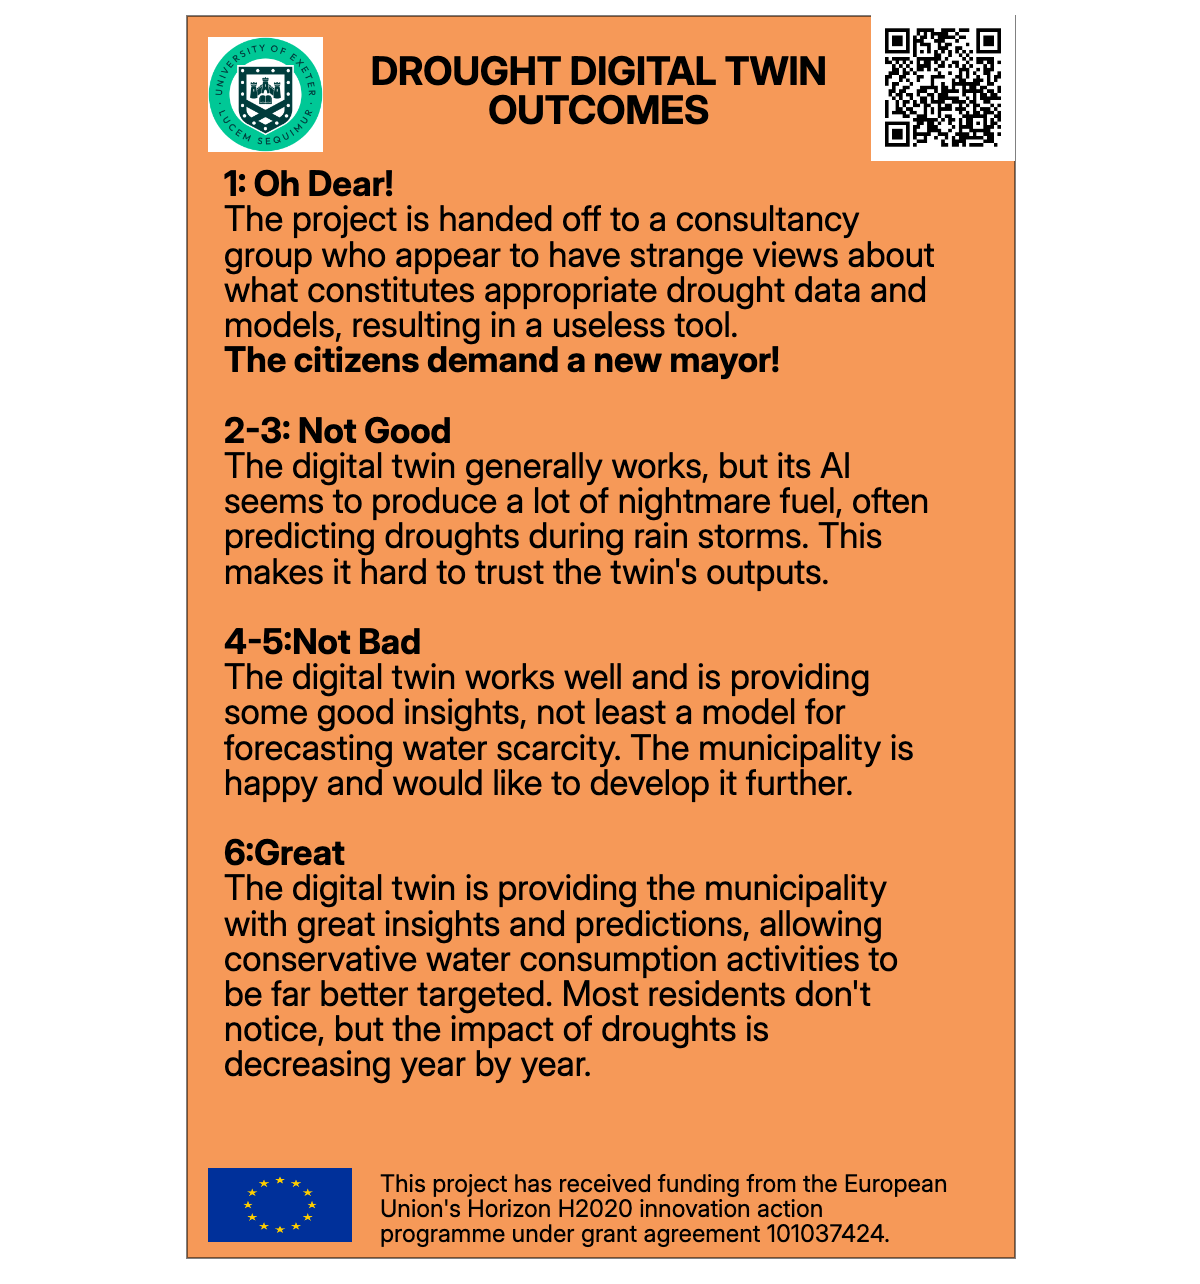 UNIVERSITY OF EXETER
LUCEM SEQUIMUR
DROUGHT DIGITAL TWIN
OUTCOMES
1: Oh Dear!
The project is handed off to a consultancy
group who appear to have strange views about
what constitutes appropriate drought data and
models, resulting in a useless tool.
The citizens demand a new mayor!
2-3: Not Good
The digital twin generally works, but its AI
seems to produce a lot of nightmare fuel, often
predicting droughts during rain storms. This
makes it hard to trust the twin's outputs.
4-5:Not Bad
The digital twin works well and is providing
some good insights, not least a model for
forecasting water scarcity. The municipality is
happy and would like to develop it further.
6:Great
The digital twin is providing the municipality
with great insights and predictions, allowing
conservative water consumption activities to
be far better targeted. Most residents don't
notice, but the impact of droughts is
decreasing year by year.
This project has received funding from the European
Union's Horizon H2020 innovation action
programme under grant agreement 101037424.